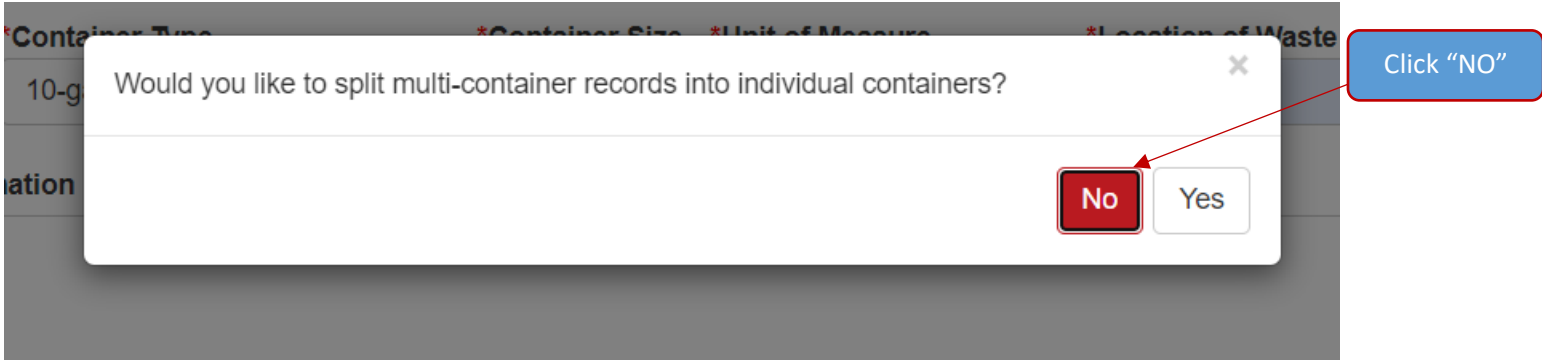 *Container Type *Container Size *Unit of Measure *Location of Waste
10-g
Would you like to split multi-container records into individual containers?
×
Click “NO”
ation
No Yes